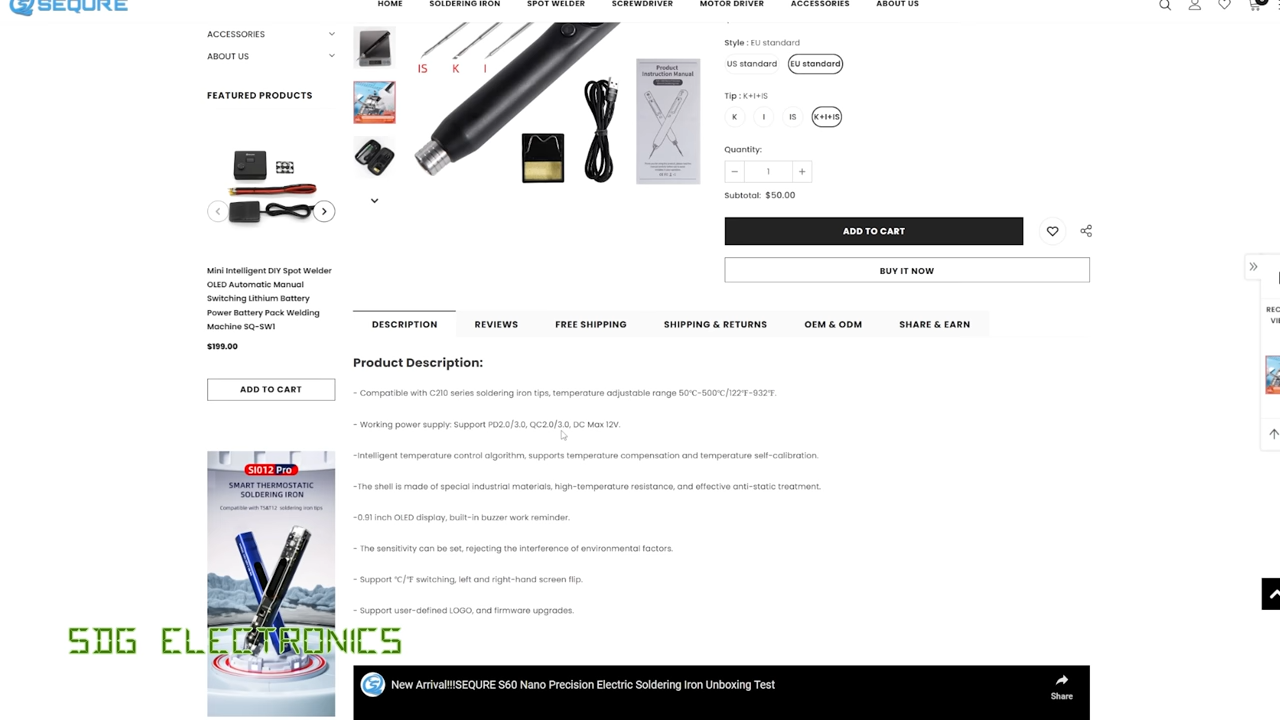 SEQURE
HOME
SOLDERING IRON
SPOT WELDER
SCREWDRIVER
MOTOR DRIVER
ACCESSORIES
ABOUT US
ACCESSORIES
ABOUT US
FEATURED PRODUCTS
Mini Intelligent DIY Spot Welder
OLED Automatic Manual
Switching Lithium Battery
Power Battery Pack Welding
Machine SQ-SW1
$199.00
ADD TO CART
SI012 Pro
SMART THERMOSTATIC
SOLDERING IRON
Compatible with TS&T12 soldering iron tips
IS K I
Product
Instruction Manual
Style : EU standard
US standard
EU standard
Tip : K+I+IS
K
I
IS
K+I+IS
Quantity:
− 1 +
Subtotal: $50.00
ADD TO CART
BUY IT NOW
DESCRIPTION
REVIEWS
FREE SHIPPING
SHIPPING & RETURNS
OEM & ODM
SHARE & EARN
Product Description:
- Compatible with C210 series soldering iron tips, temperature adjustable range 50℃-500℃/122℉-932℉.
- Working power supply: Support PD2.0/3.0, QC2.0/3.0, DC Max 12V.
-Intelligent temperature control algorithm, supports temperature compensation and temperature self-calibration.
-The shell is made of special industrial materials, high-temperature resistance, and effective anti-static treatment.
-0.91 inch OLED display, built-in buzzer work reminder.
- The sensitivity can be set, rejecting the interference of environmental factors.
- Support ℃/℉ switching, left and right-hand screen flip.
- Support user-defined LOGO, and firmware upgrades.
SDG ELECTRONICS
New Arrival!!!SEQURE S60 Nano Precision Electric Soldering Iron Unboxing Test
Share